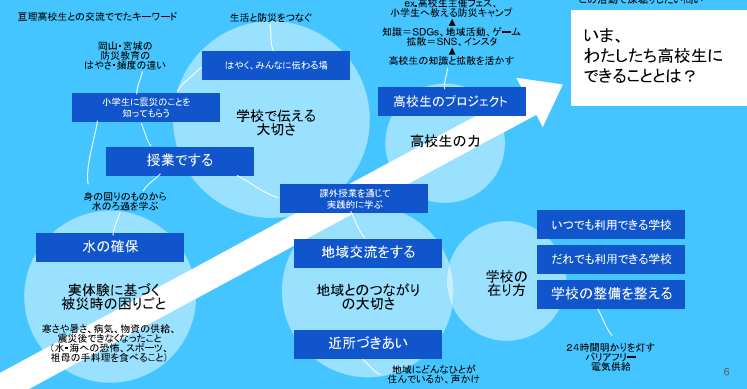 亘理高校生との交流ででたキーワード
生活と防災をつなぐ
ex.高校生主催フェス、
小学生へ教える防災キャンプ
▲
知識=SDGs、地域活動、ゲーム
拡散=SNS、インスタ
▲
高校生の知識と拡散を活かす
いま、
わたしたち高校生に
できることとは？
岡山・宮城の
防災教育の
はやさ・頻度の違い
はやく、みんなに伝わる場
小学生に震災のことを
知ってもらう
学校で伝える
大切さ
高校生のプロジェクト
高校生の力
授業でする
身の回りのものから
水のろ過を学ぶ
課外授業を通じて
実践的に学ぶ
水の確保
実体験に基づく
被災時の困りごと
寒さや暑さ、病気、物資の供給、
震災後できなくなったこと
(水・海への恐怖、スポーツ、
祖母の手料理を食べること)
地域交流をする
地域とのつながり
の大切さ
近所づきあい
地域にどんなひとが
住んでいるか、声かけ
学校の
在り方
いつでも利用できる学校
だれでも利用できる学校
学校の整備を整える
24時間明かりを灯す
バリアフリー
電気供給
6